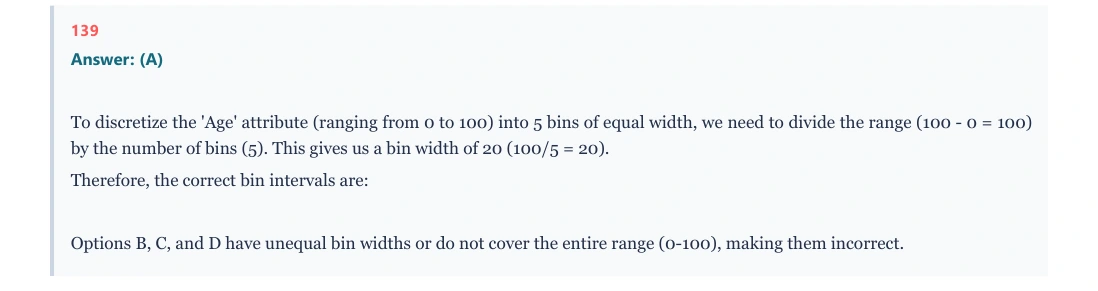 139
Answer: (A)
To discretize the 'Age' attribute (ranging from 0 to 100) into 5 bins of equal width, we need to divide the range (100 - 0 = 100)
by the number of bins (5). This gives us a bin width of 20 (100/5 = 20).
Therefore, the correct bin intervals are:
Options B, C, and D have unequal bin widths or do not cover the entire range (0-100), making them incorrect.